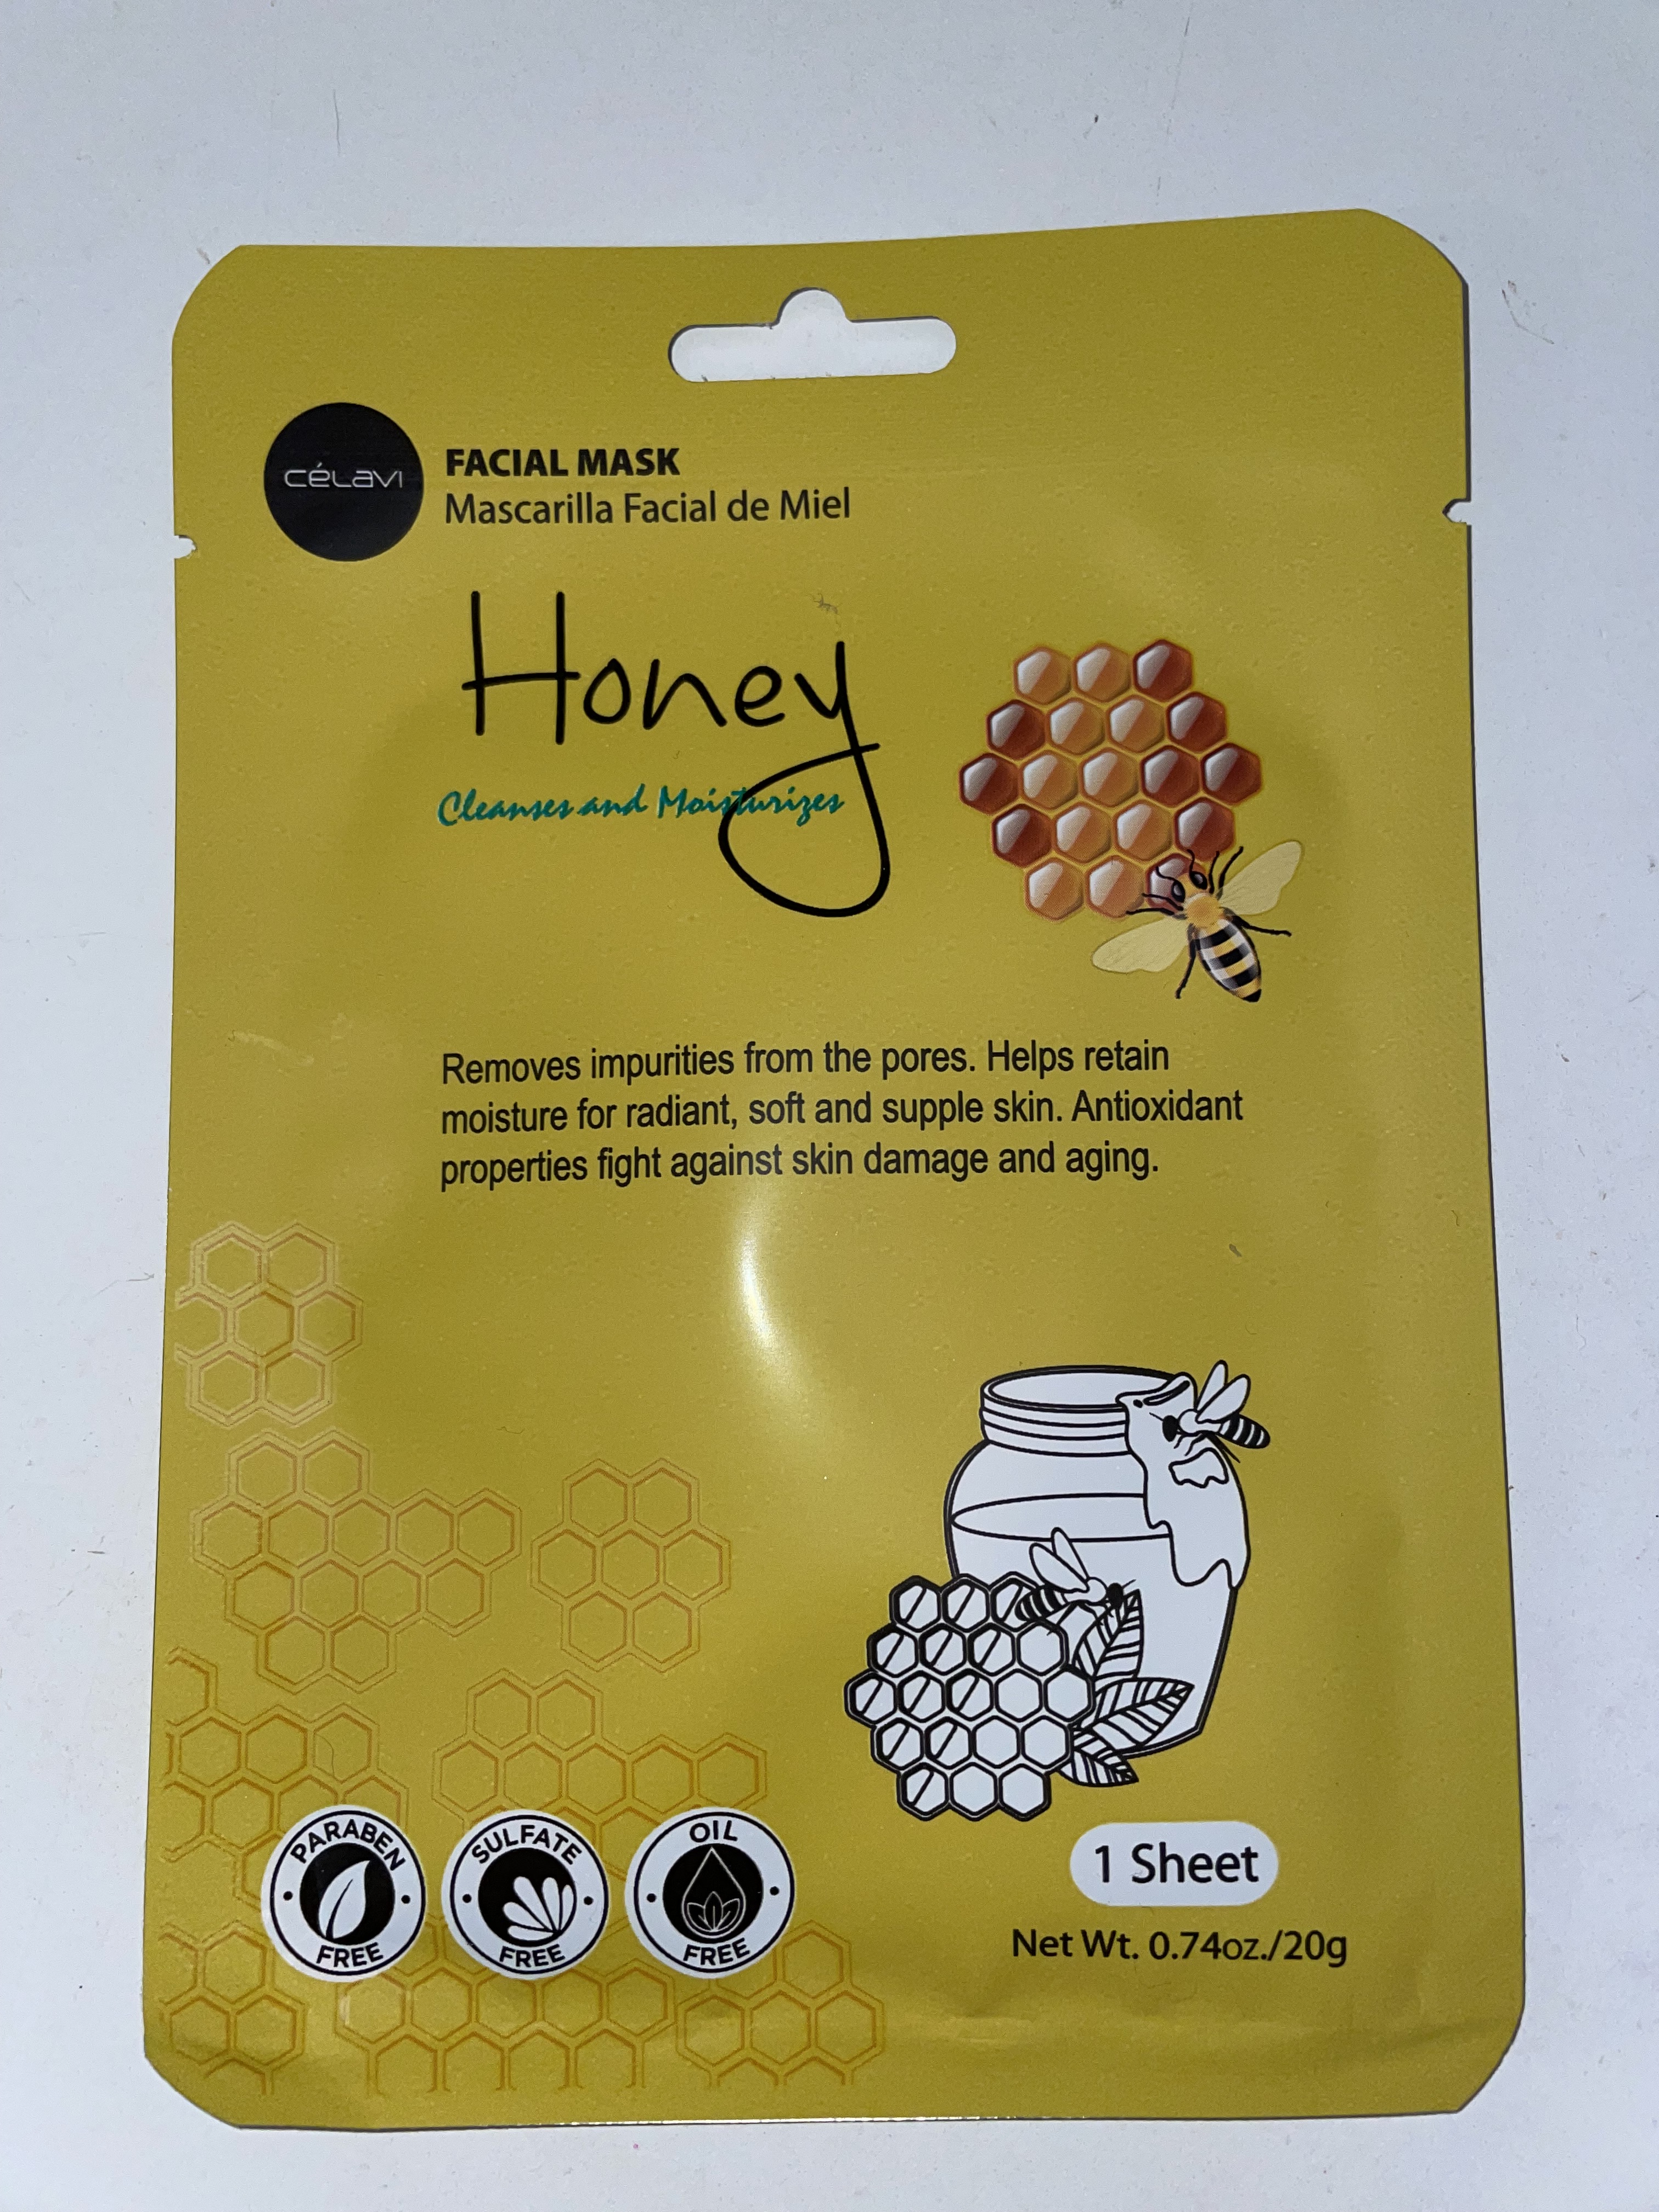 célavi
FACIAL MASK
Mascarilla Facial de Miel
Honey
Cleanses and Moisturizes
Removes impurities from the pores. Helps retain
moisture for radiant, soft and supple skin. Antioxidant
properties fight against skin damage and aging.
PARABEN
FREE
SULFATE
FREE
OIL
FREE
1 Sheet
Net Wt. 0.74oz./20g